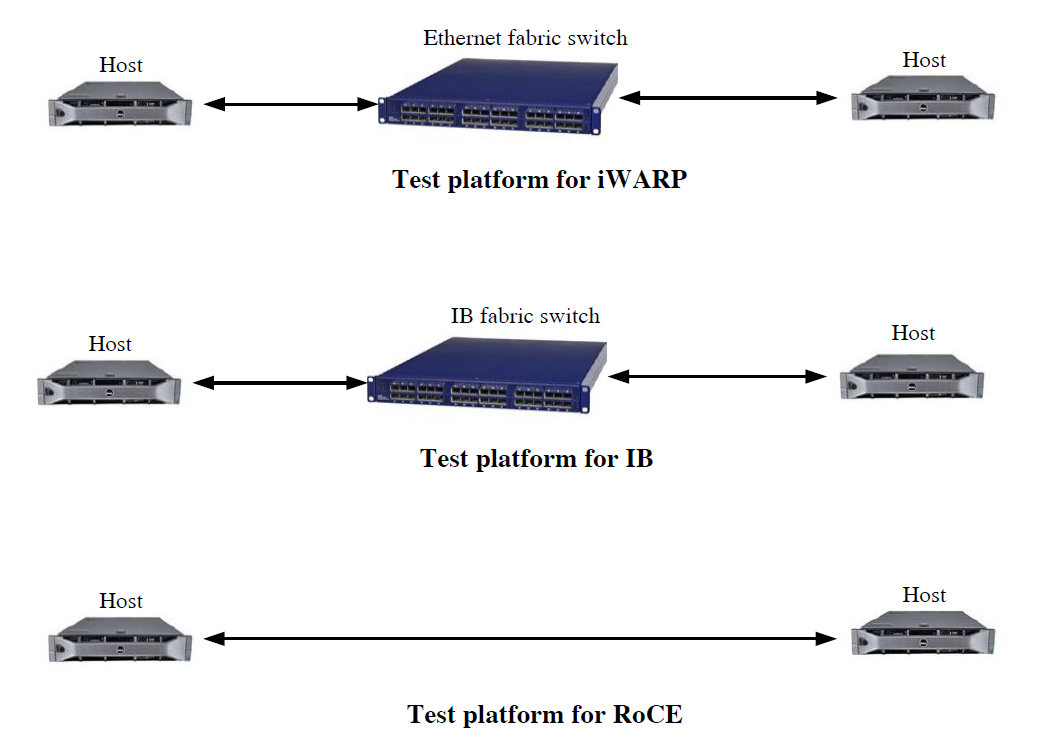 Ethernet fabric switch
Host
Host
Test platform for iWARP
IB fabric switch
Host
Host
Test platform for IB
Host
Host
Test platform for RoCE